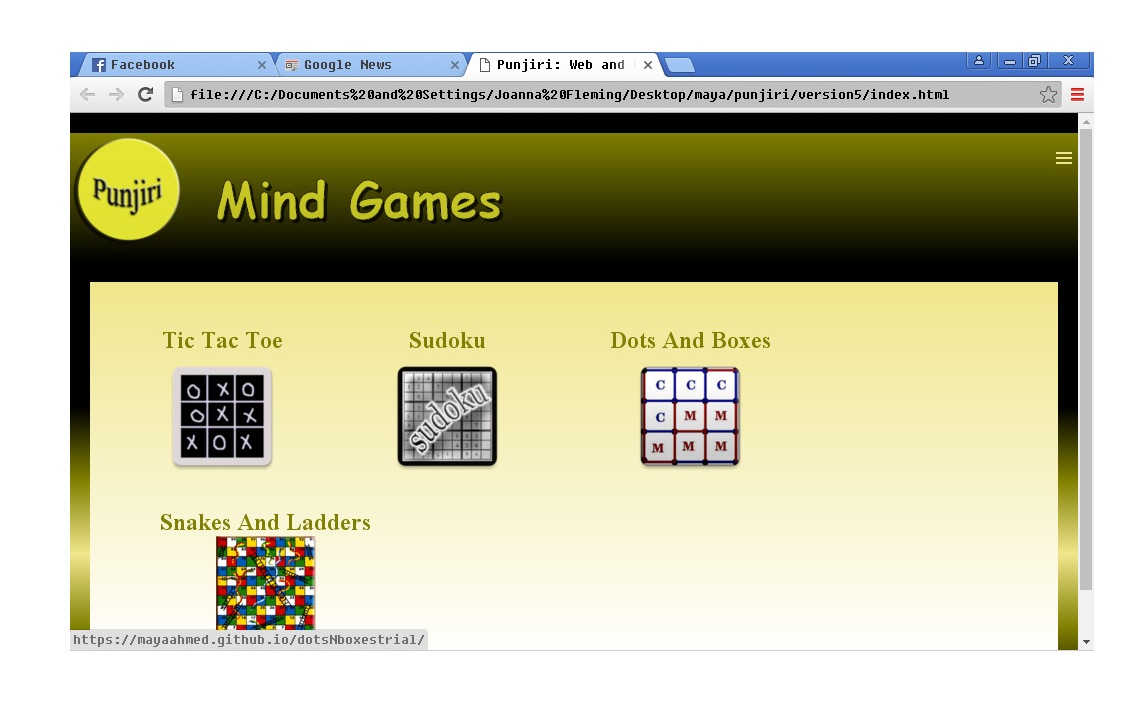 Facebook
Google News
Punjiri: Web and
file:///C:/Documents%20and%20Settings/Joanna%20Fleming/Desktop/maya/punjiri/version5/index.html
Punjiri
Mind Games
Tic Tac Toe
Sudoku
Dots And Boxes
O X O
O X X
X O X
sudoku
C C C
C M M
M M M
Snakes And Ladders
https://mayaahmed.github.io/dotsNboxestrial/